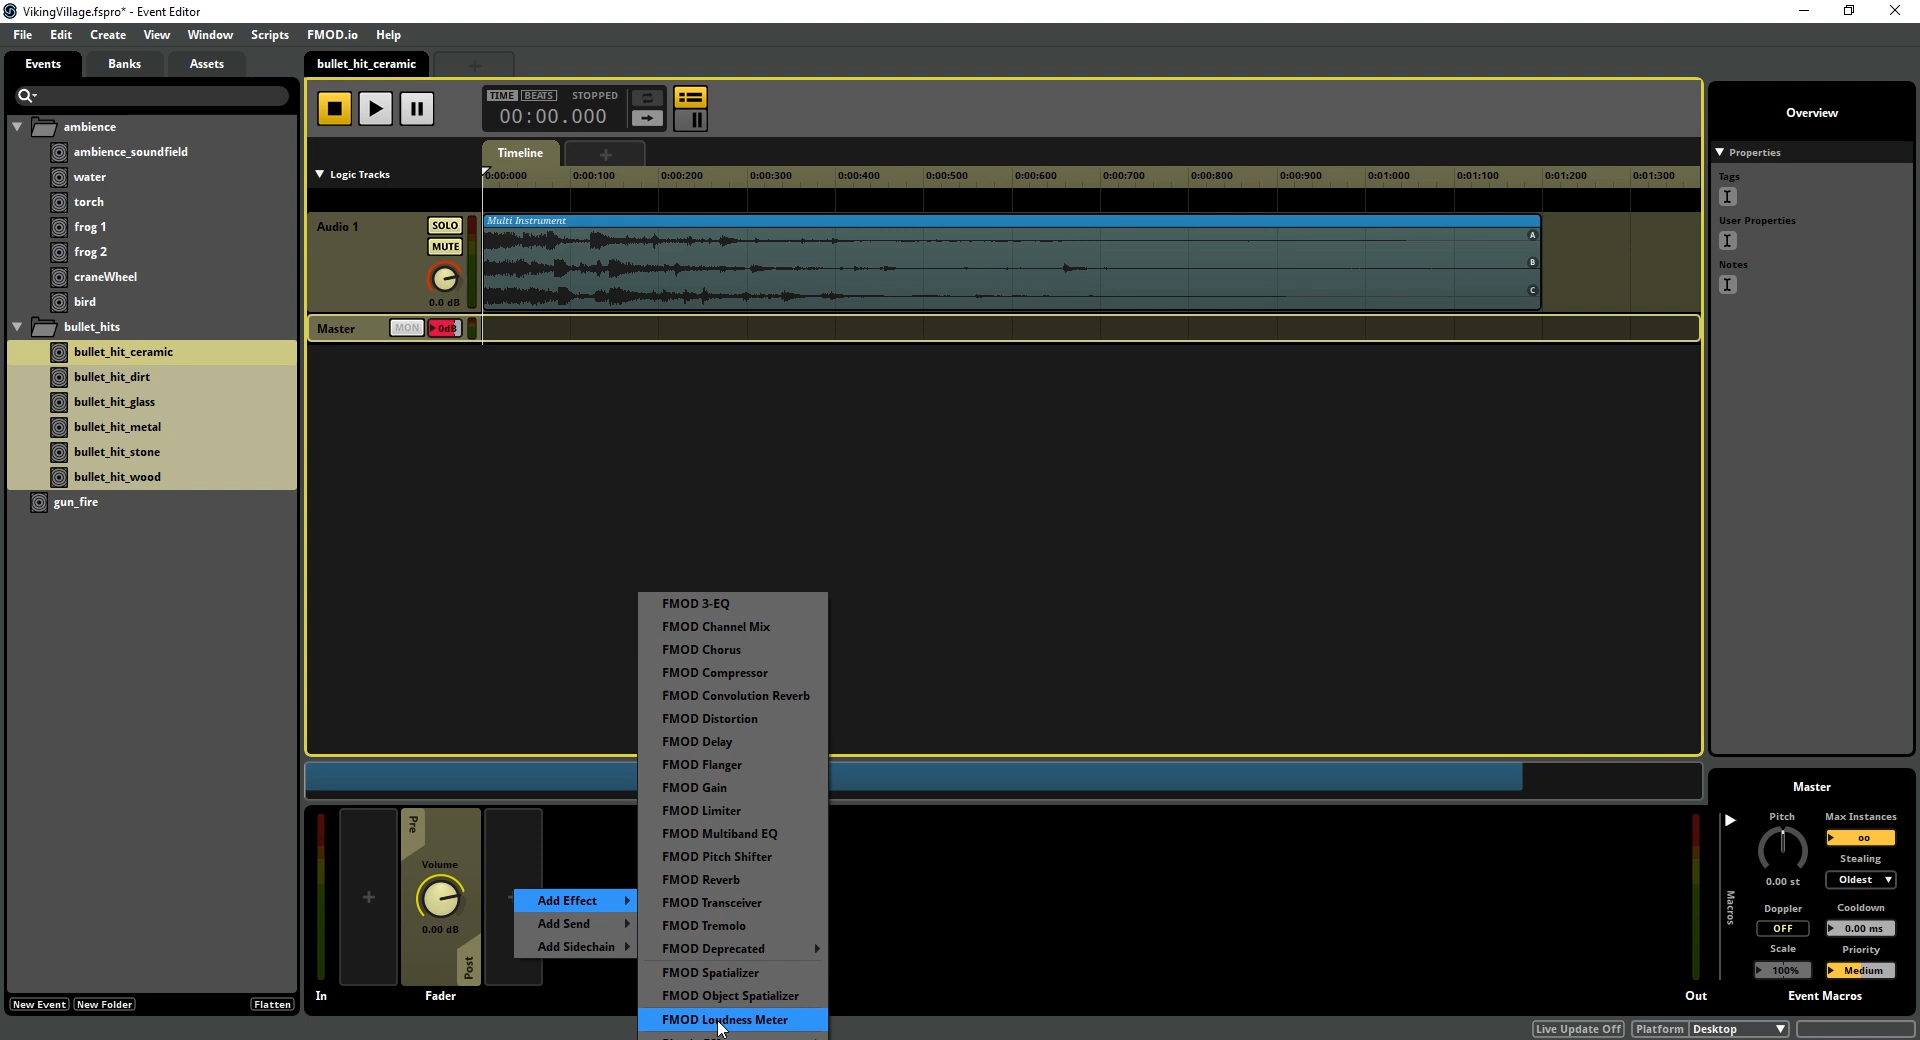 VikingVillage.fspro* - Event Editor
File Edit Create View Window Scripts FMOD.io Help
Events Banks Assets
bullet_hit_ceramic
TIME BEATS STOPPED
00:00.000
Overview
ambience
ambience_soundfield
water
torch
frog 1
frog 2
craneWheel
bird
bullet_hits
bullet_hit_ceramic
bullet_hit_dirt
bullet_hit_glass
bullet_hit_metal
bullet_hit_stone
bullet_hit_wood
gun_fire
New Event New Folder Flatten
Timeline
Logic Tracks
0:00:000 0:00:100 0:00:200 0:00:300 0:00:400 0:00:500 0:00:600 0:00:700 0:00:800 0:00:900 0:01:000 0:01:100 0:01:200 0:01:300
Audio 1 SOLO
MUTE
0.0 dB
Multi Instrument
A
B
C
Master MON 0dB
Properties
Tags
User Properties
Notes
Pre
Volume
0.00 dB
Post
In Fader
Add Effect
Add Send
Add Sidechain
FMOD 3-EQ
FMOD Channel Mix
FMOD Chorus
FMOD Compressor
FMOD Convolution Reverb
FMOD Distortion
FMOD Delay
FMOD Flanger
FMOD Gain
FMOD Limiter
FMOD Multiband EQ
FMOD Pitch Shifter
FMOD Reverb
FMOD Transceiver
FMOD Tremolo
FMOD Deprecated
FMOD Spatializer
FMOD Object Spatializer
FMOD Loudness Meter
Out
Master
Macros
Pitch Max Instances
oo
Stealing
0.00 st Oldest
Doppler Cooldown
OFF 0.00 ms
Scale Priority
100% Medium
Event Macros
Live Update Off Platform Desktop